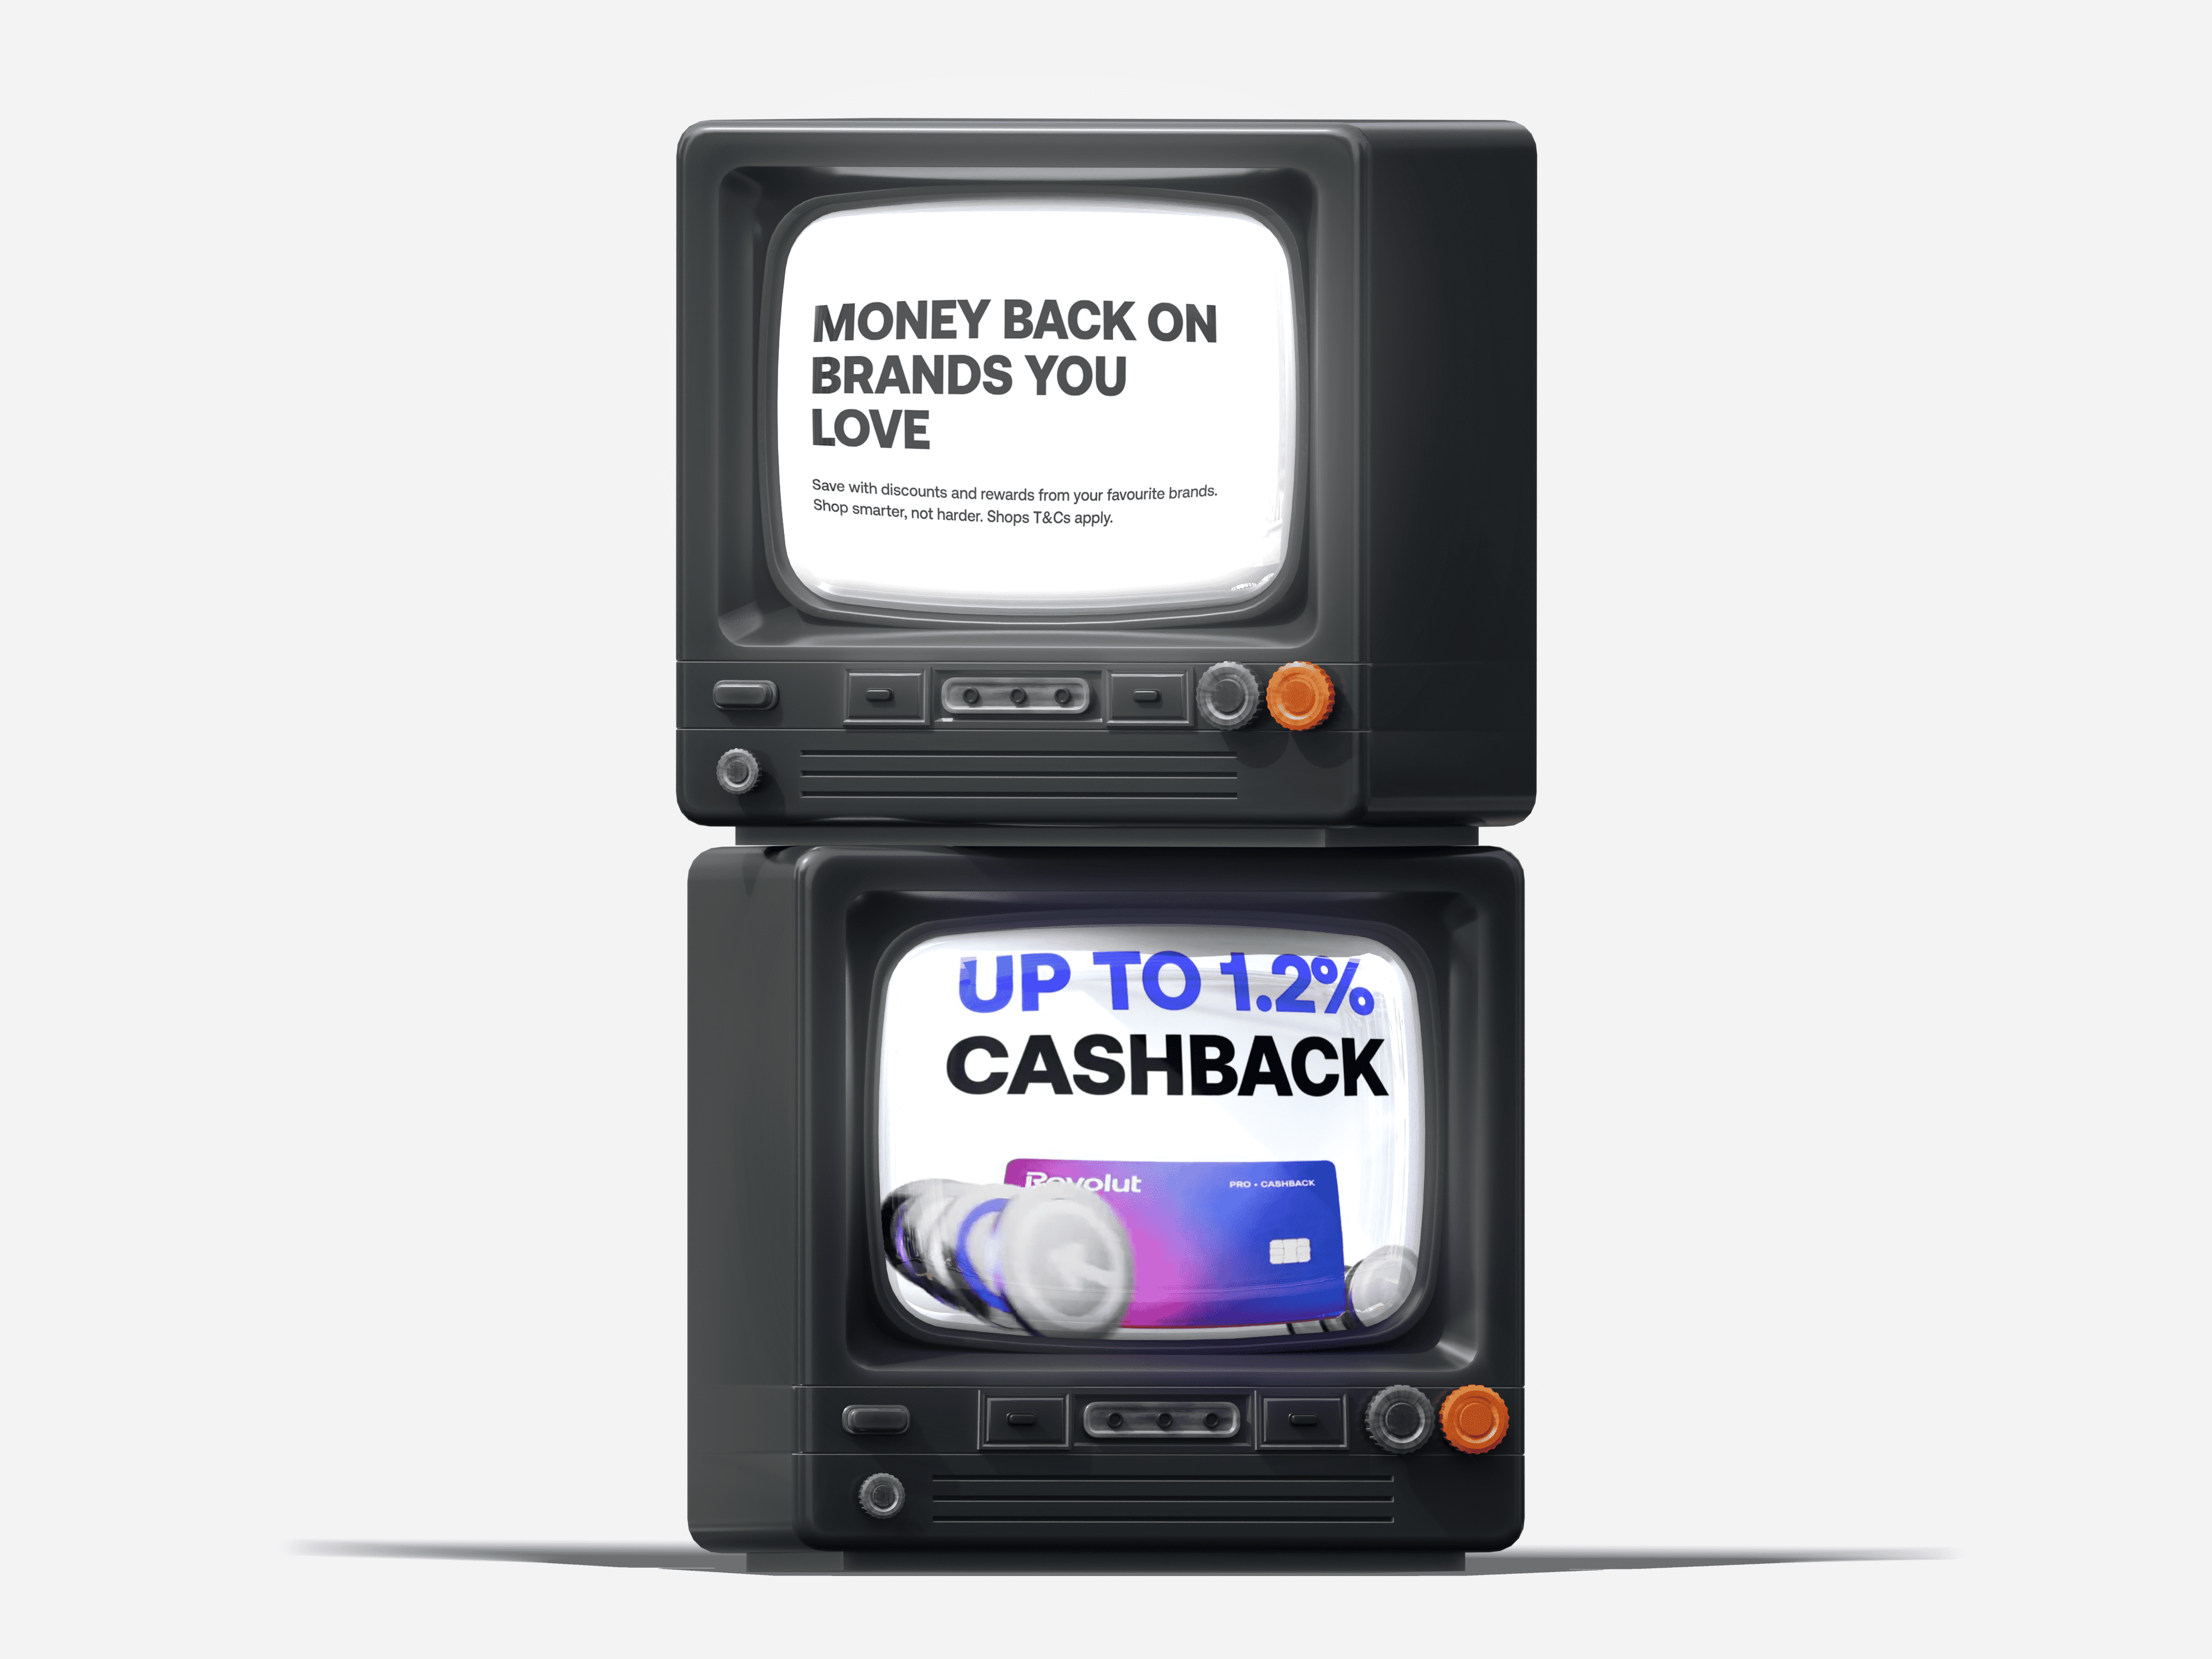 MONEY BACK ON
BRANDS YOU
LOVE
Save with discounts and rewards from your favourite brands.
Shop smarter, not harder. Shops T&Cs apply.
UP TO 1.2%
CASHBACK
Revolut
PRO • CASHBACK